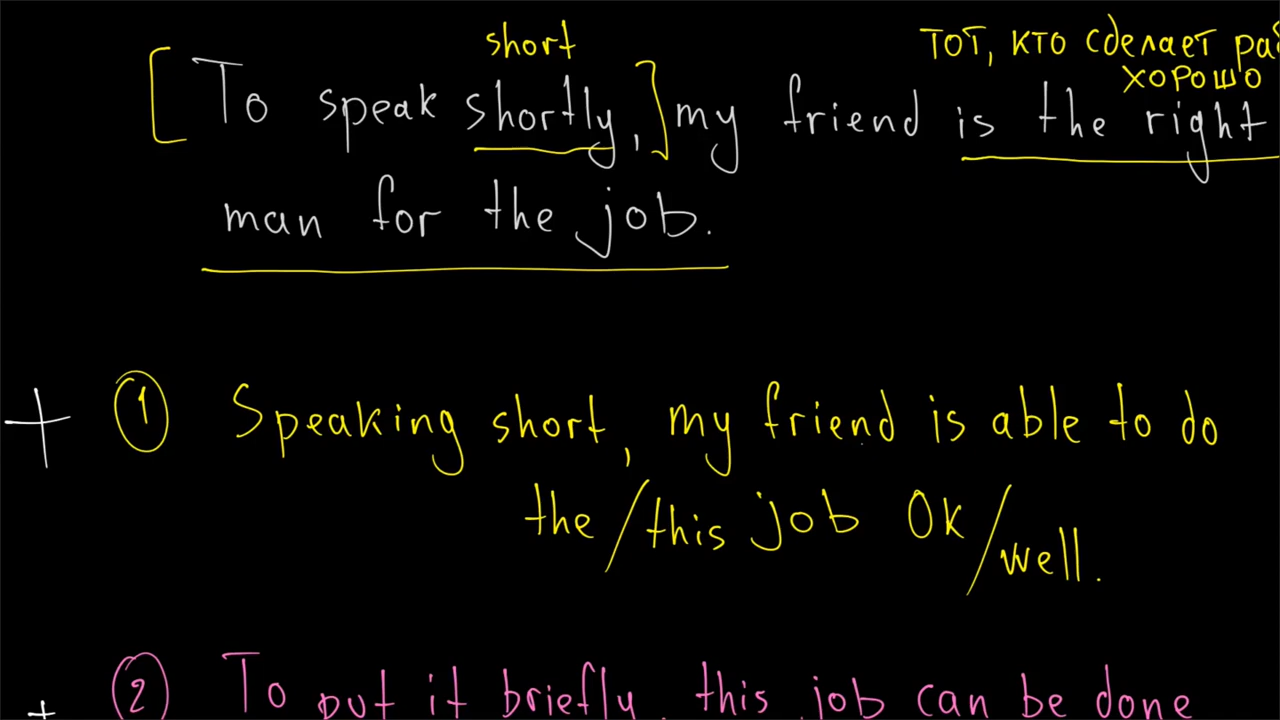 short
тот, кто сделает
хорошо
[To speak shortly,] my friend is the right
man for the job.
+ 1 Speaking short, my friend is able to do
the/this job OK/well.
+ 2 To put it briefly, this job can be done